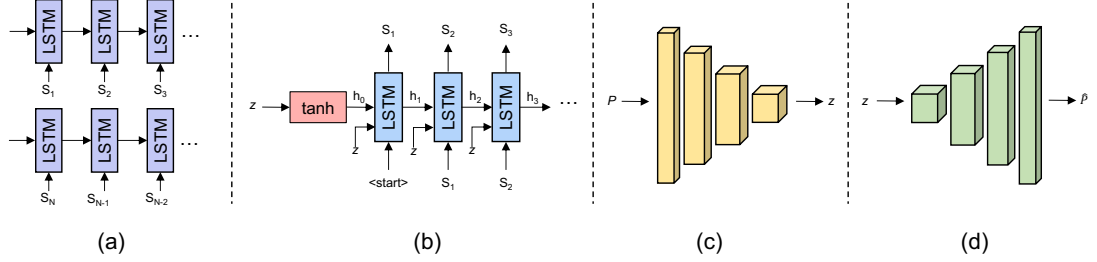 LSTM LSTM LSTM ...
S1 S2 S3
LSTM LSTM LSTM ...
SN SN-1 SN-2
(a)
S1 S2 S3
z tanh h0 LSTM h1 LSTM h2 LSTM h3 ...
z z z
<start> S1 S2
(b)
P z
(c)
z p̂
(d)